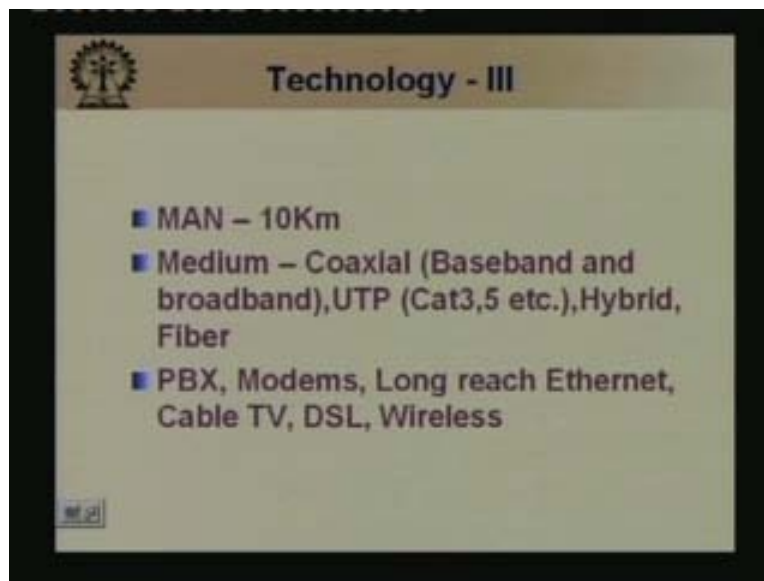 Technology - III
MAN – 10Km
Medium – Coaxial (Baseband and
broadband),UTP (Cat3,5 etc.),Hybrid,
Fiber
PBX, Modems, Long reach Ethernet,
Cable TV, DSL, Wireless